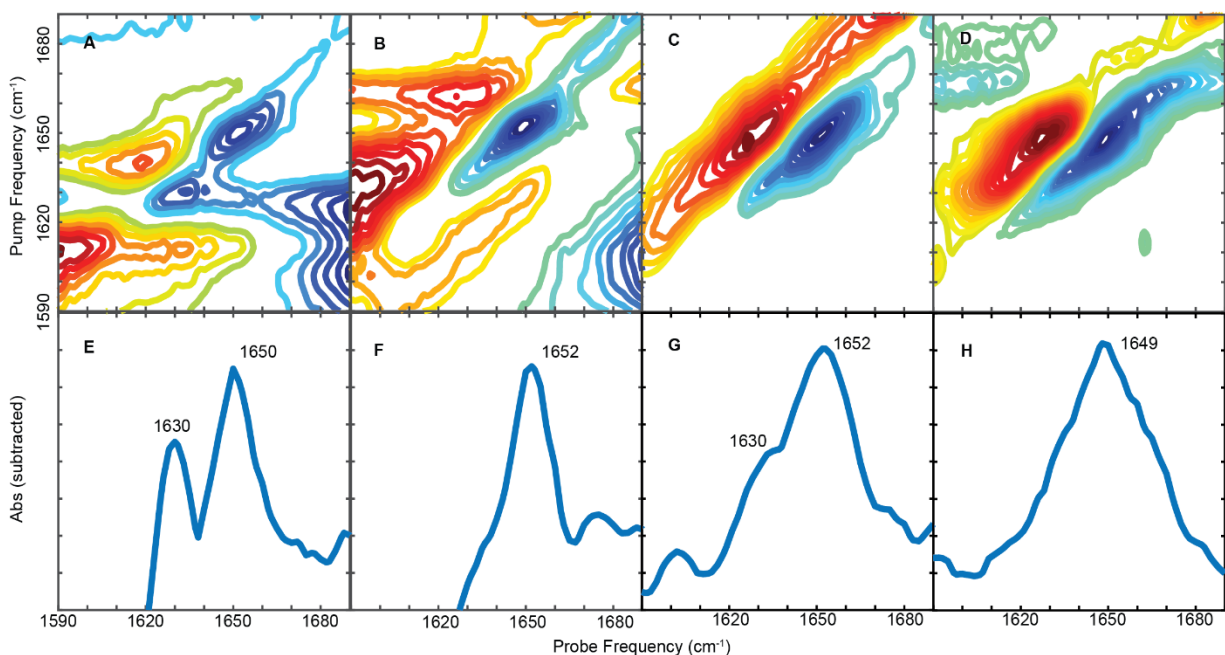 A
B
C
D
Pump Frequency (cm⁻¹)
1680
1650
1620
1590
E
1630
1650
F
1652
G
1630
1652
H
1649
Abs (subtracted)
1590 1620 1650 1680 1620 1650 1680 1620 1650 1680 1620 1650 1680
Probe Frequency (cm⁻¹)